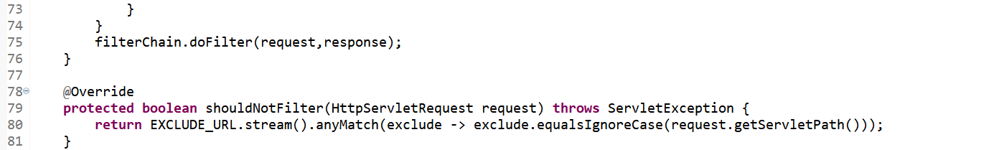 73             }
74         }
75         filterChain.doFilter(request,response);
76     }
77
78     @Override
79     protected boolean shouldNotFilter(HttpServletRequest request) throws ServletException {
80         return EXCLUDE_URL.stream().anyMatch(exclude -> exclude.equalsIgnoreCase(request.getServletPath()));
81     }